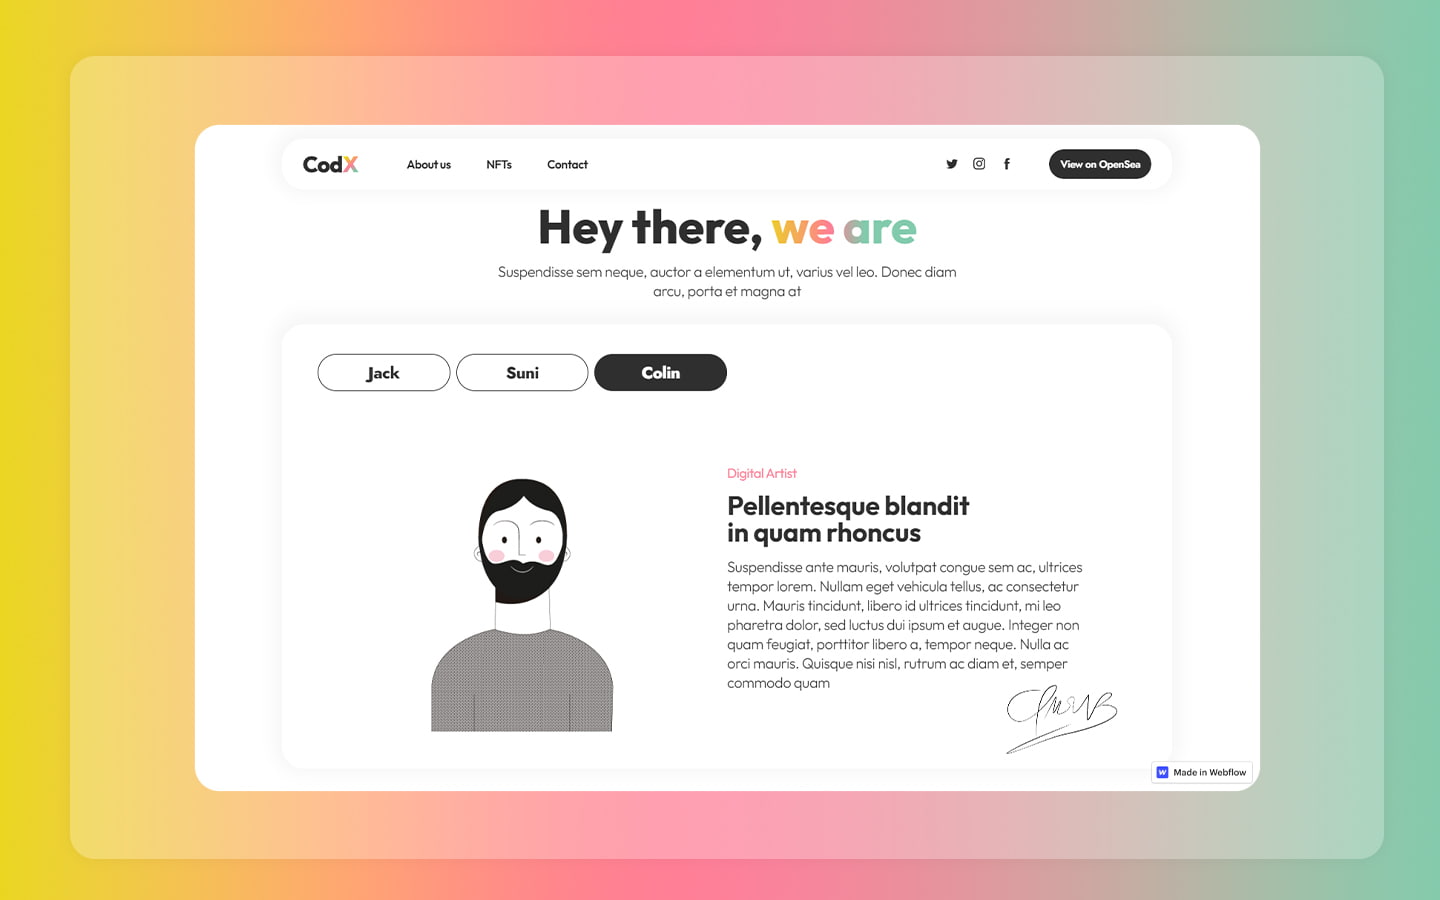 CodX
About us NFTs Contact
View on OpenSea
Hey there, we are
Suspendisse sem neque, auctor a elementum ut, varius vel leo. Donec diam
arcu, porta et magna at
Jack Suni Colin
Digital Artist
Pellentesque blandit
in quam rhoncus
Suspendisse ante mauris, volutpat congue sem ac, ultrices
tempor lorem. Nullam eget vehicula tellus, ac consectetur
urna. Mauris tincidunt, libero id ultrices tincidunt, mi leo
pharetra dolor, sed luctus dui ipsum et augue. Integer non
quam feugiat, porttitor libero a, tempor neque. Nulla ac
orci mauris. Quisque nisi nisl, rutrum ac diam et, semper
commodo quam
Made in Webflow